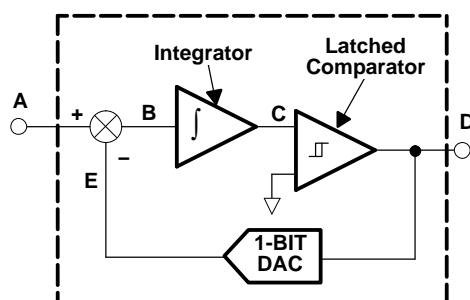 Integrator
Latched
Comparator
A
+
B
∫
C
D
−
E
1-BIT
DAC